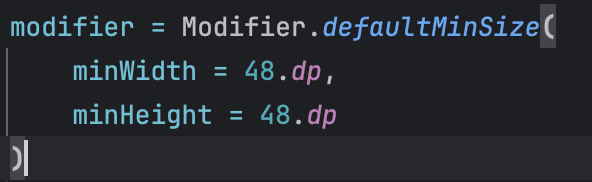 modifier = Modifier.defaultMinSize(
    minWidth = 48.dp,
    minHeight = 48.dp
)